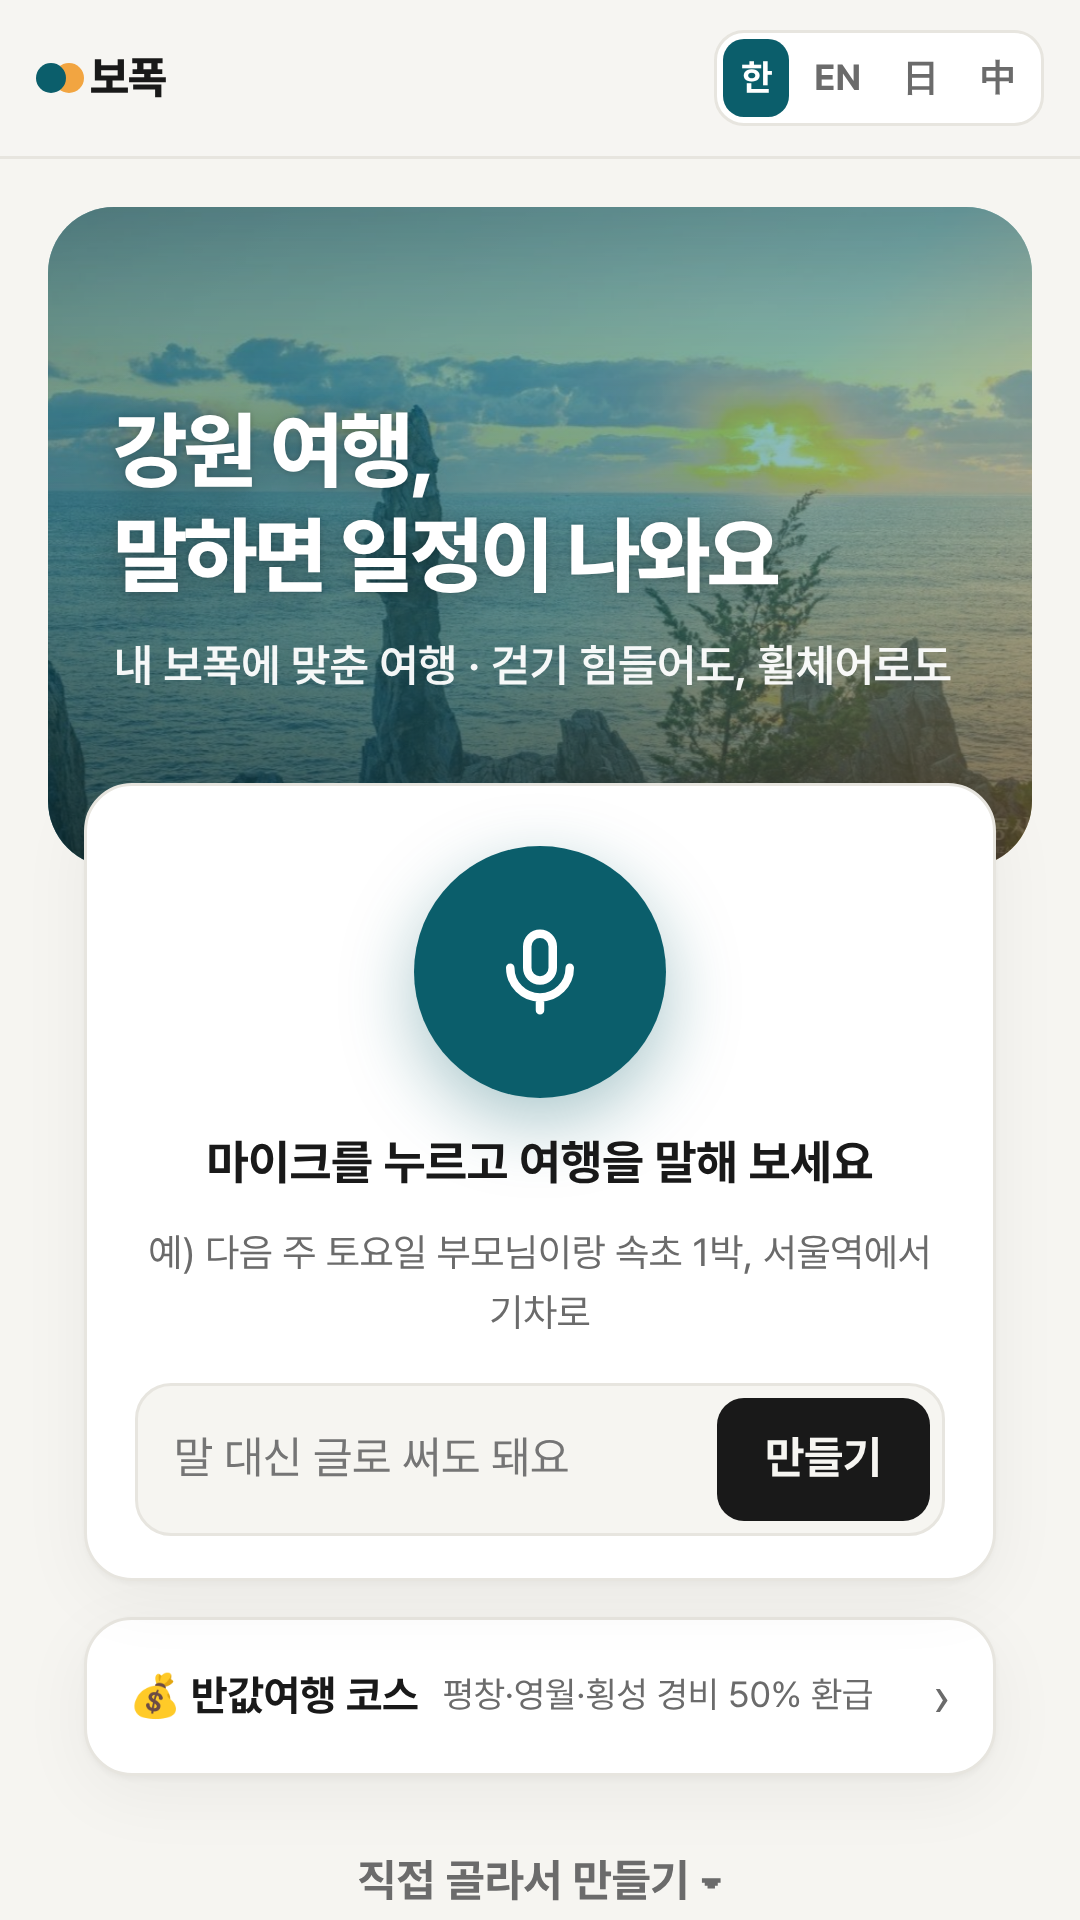 보폭
한 EN 日 中
강원 여행,
말하면 일정이 나와요
내 보폭에 맞춘 여행 · 걷기 힘들어도, 휠체어로도
마이크를 누르고 여행을 말해 보세요
예) 다음 주 토요일 부모님이랑 속초 1박, 서울역에서
기차로
말 대신 글로 써도 돼요
만들기
반값여행 코스 평창·영월·횡성 경비 50% 환급 ›
직접 골라서 만들기